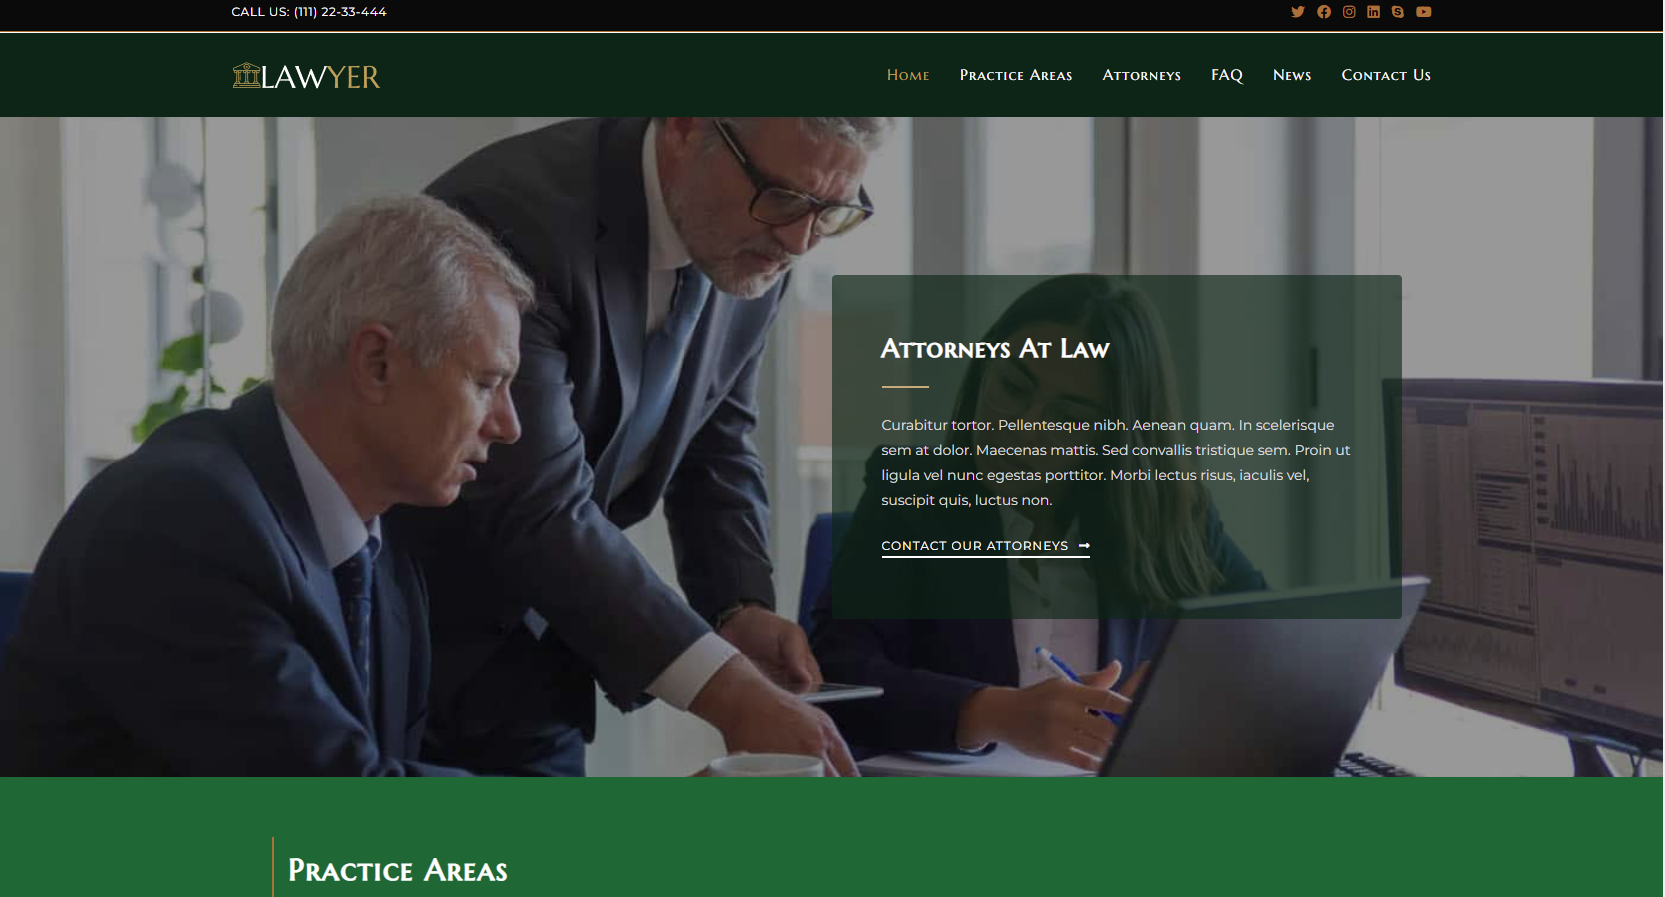 CALL US: (111) 22-33-444
LAWYER
Home Practice Areas Attorneys FAQ News Contact Us
Attorneys At Law
Curabitur tortor. Pellentesque nibh. Aenean quam. In scelerisque
sem at dolor. Maecenas mattis. Sed convallis tristique sem. Proin ut
ligula vel nunc egestas porttitor. Morbi lectus risus, iaculis vel,
suscipit quis, luctus non.
CONTACT OUR ATTORNEYS
Practice Areas